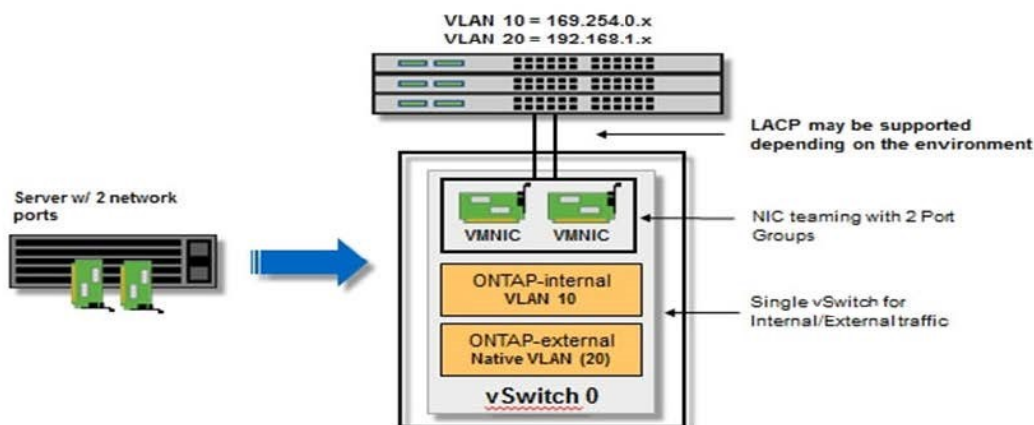 VLAN 10 = 169.254.0.x
VLAN 20 = 192.168.1.x
LACP may be supported
depending on the environment
Server w/ 2 network
ports
VMNIC
VMNIC
NIC teaming with 2 Port
Groups
ONTAP-internal
VLAN 10
Single vSwitch for
Internal/External traffic
ONTAP-external
Native VLAN (20)
vSwitch 0